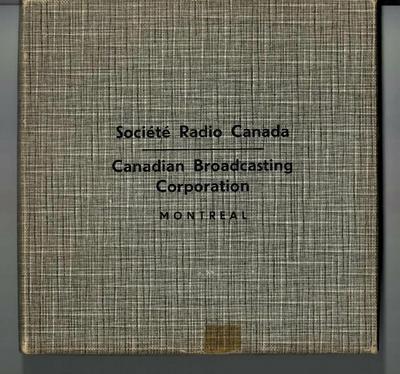 Société Radio Canada
Canadian Broadcasting
Corporation
MONTREAL